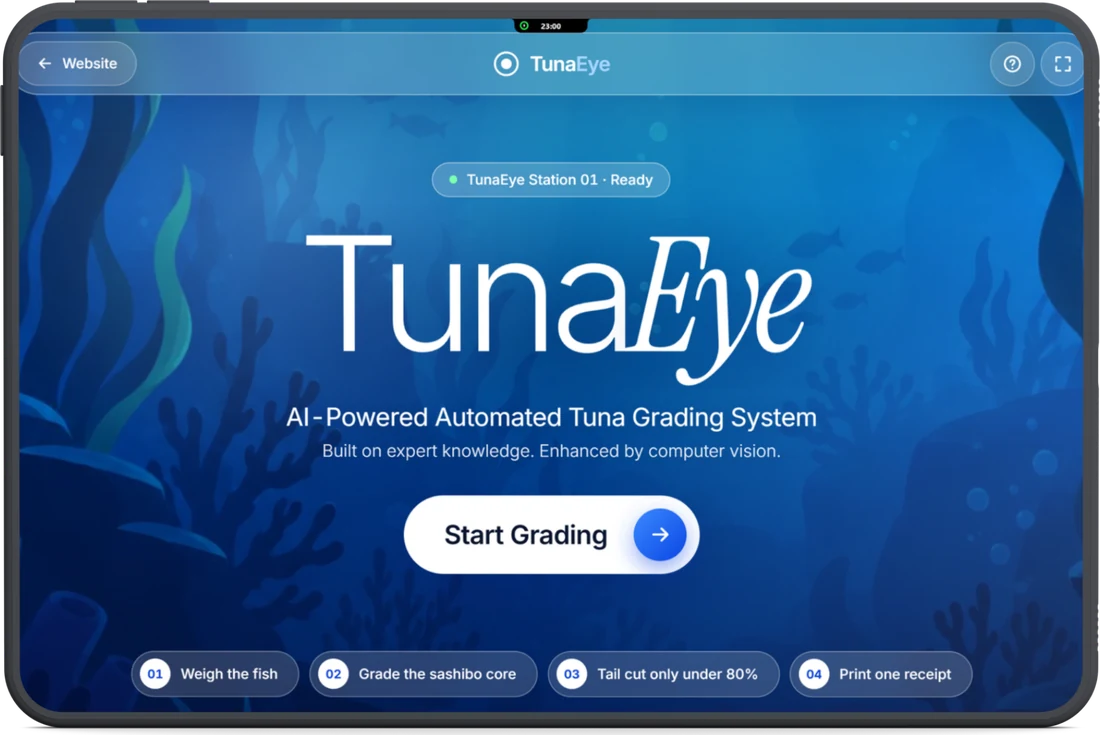 23:00
Website
TunaEye
TunaEye Station 01 · Ready
TunaEye
AI-Powered Automated Tuna Grading System
Built on expert knowledge. Enhanced by computer vision.
Start Grading
01 Weigh the fish
02 Grade the sashibo core
03 Tail cut only under 80%
04 Print one receipt